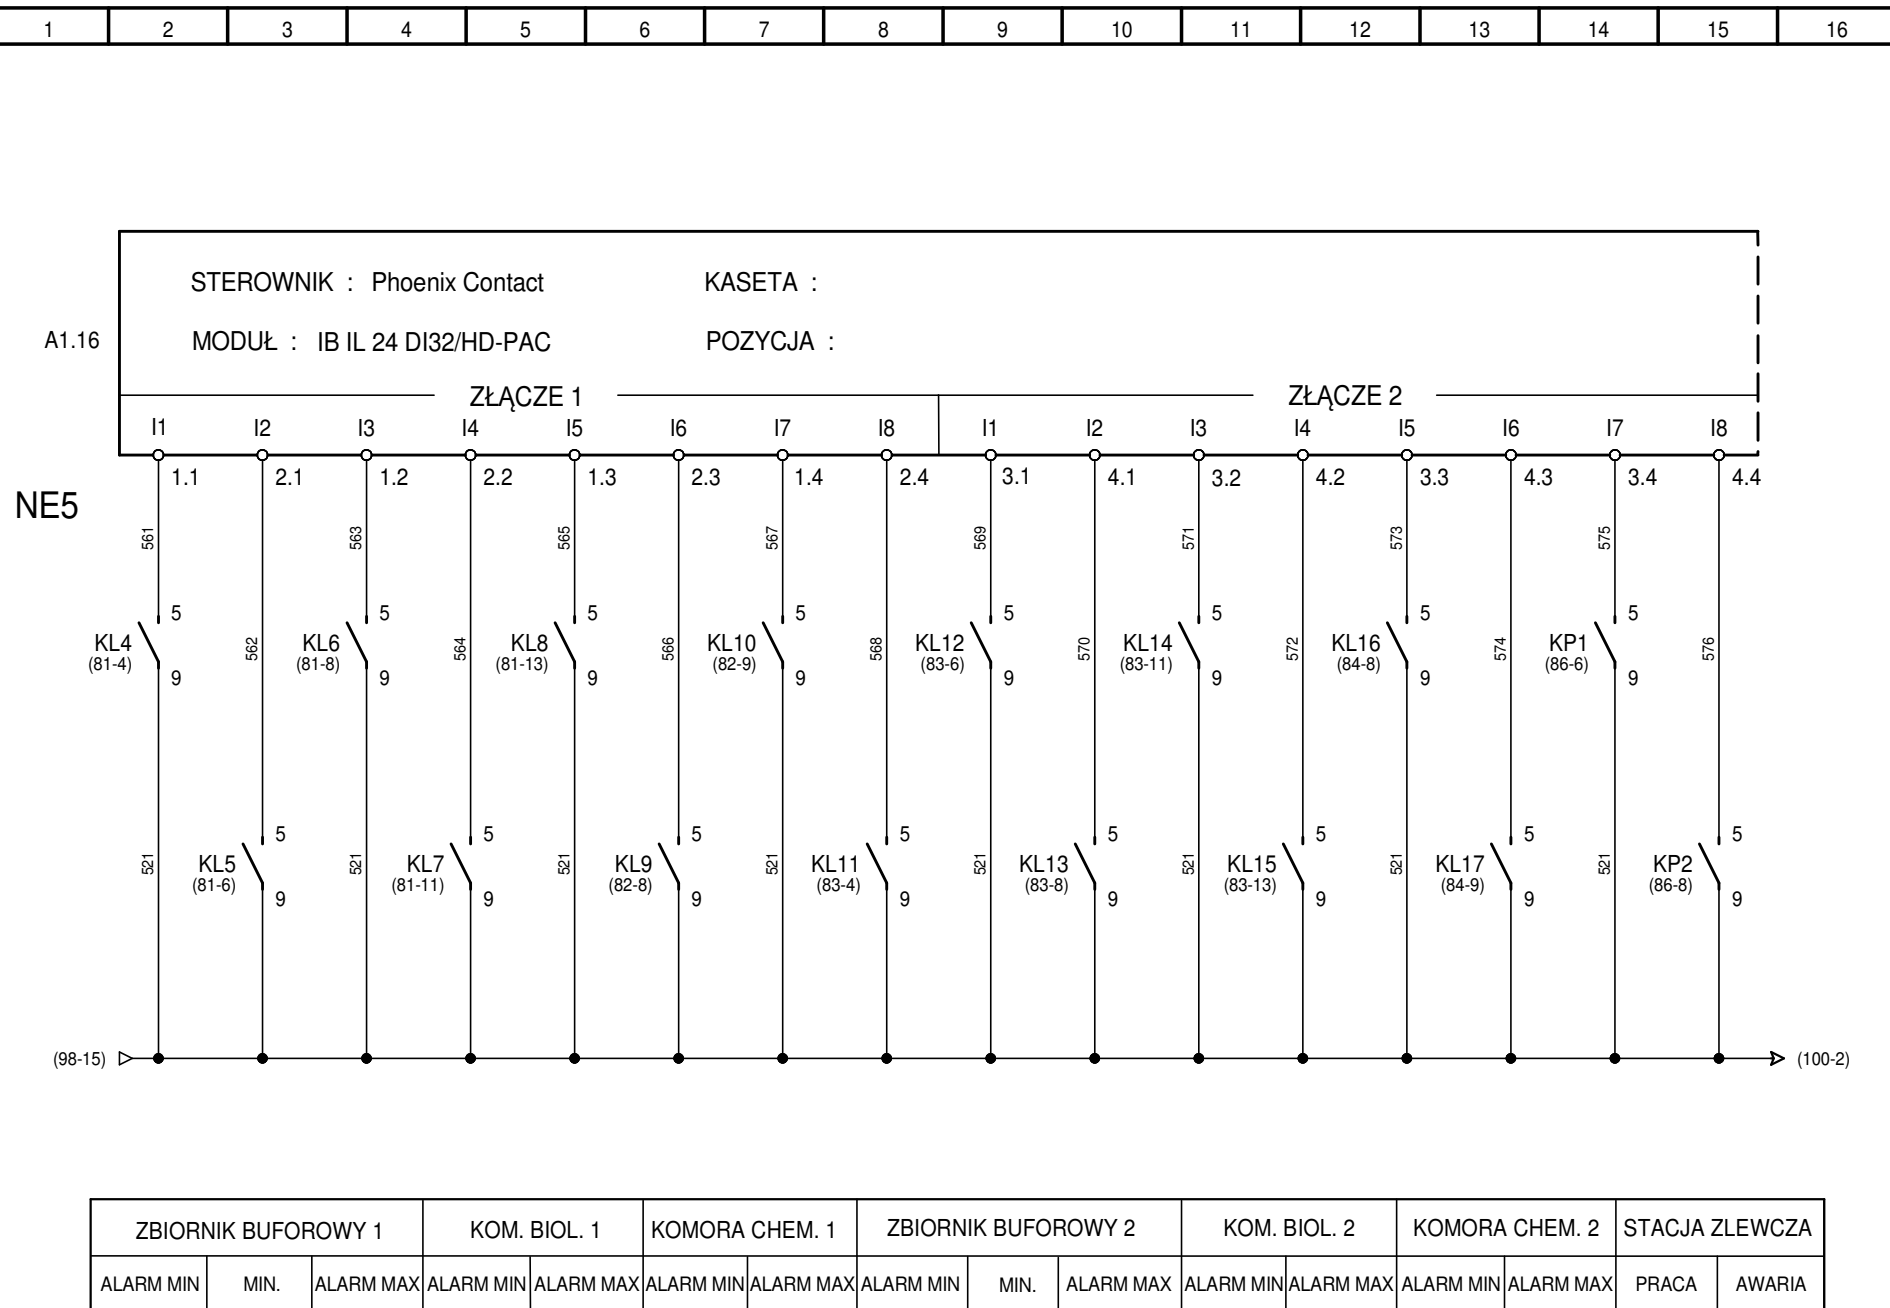 1 2 3 4 5 6 7 8 9 10 11 12 13 14 15 16
STEROWNIK : Phoenix Contact KASETA :
A1.16 MODUŁ : IB IL 24 DI32/HD-PAC POZYCJA :
ZŁĄCZE 1 ZŁĄCZE 2
I1 I2 I3 I4 I5 I6 I7 I8 I1 I2 I3 I4 I5 I6 I7 I8
1.1 2.1 1.2 2.2 1.3 2.3 1.4 2.4 3.1 4.1 3.2 4.2 3.3 4.3 3.4 4.4
NE5
561 563 565 567 569 571 573 575
5 5 5 5 5 5 5 5
KL4 562 KL6 564 KL8 566 KL10 568 KL12 570 KL14 572 KL16 574 KP1 576
(81-4) (81-8) (81-13) (82-9) (83-6) (83-11) (84-8) (86-6)
9 9 9 9 9 9 9 9
5 5 5 5 5 5 5 5
521 KL5 521 KL7 521 KL9 521 KL11 521 KL13 521 KL15 521 KL17 521 KP2
(81-6) (81-11) (82-8) (83-4) (83-8) (83-13) (84-9) (86-8)
9 9 9 9 9 9 9 9
(98-15) (100-2)
ZBIORNIK BUFOROWY 1 KOM. BIOL. 1 KOMORA CHEM. 1 ZBIORNIK BUFOROWY 2 KOM. BIOL. 2 KOMORA CHEM. 2 STACJA ZLEWCZA
ALARM MIN MIN. ALARM MAX ALARM MIN ALARM MAX ALARM MIN ALARM MAX ALARM MIN MIN. ALARM MAX ALARM MIN ALARM MAX ALARM MIN ALARM MAX PRACA AWARIA